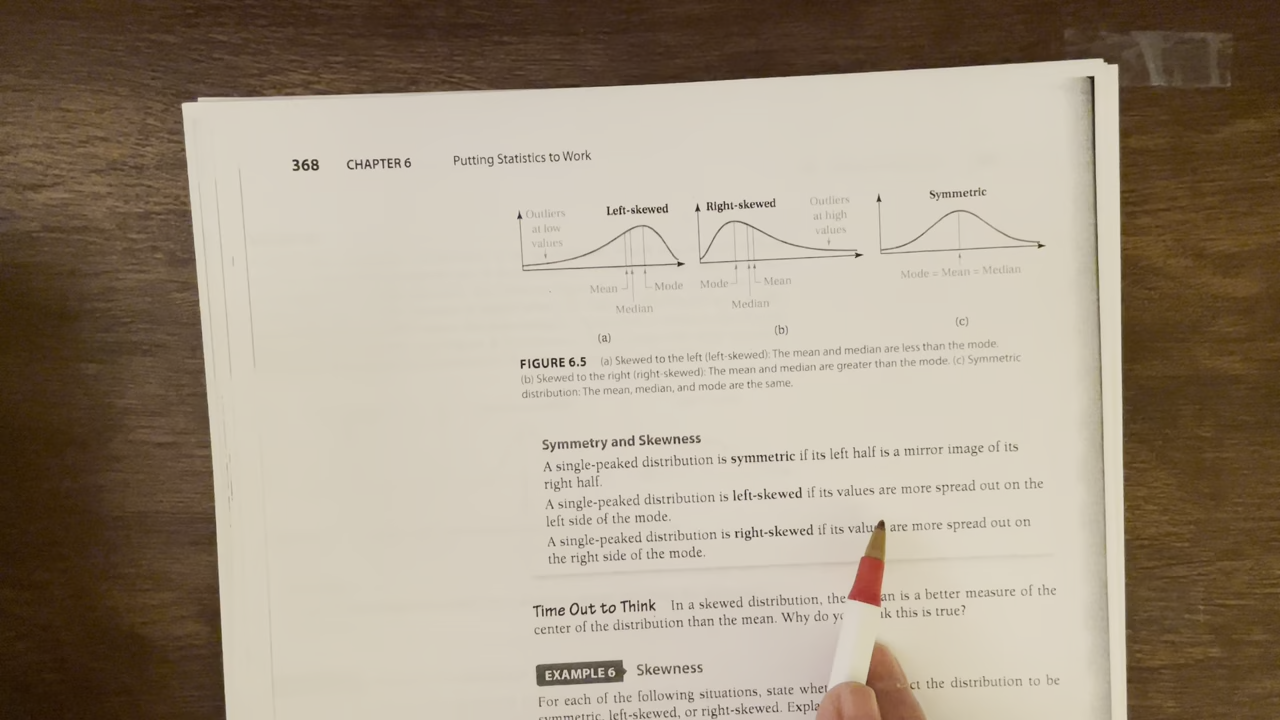 368 CHAPTER 6 Putting Statistics to Work
Outliers
at low
values
Left-skewed
Mean
Mode
Median
(a)
Right-skewed
Outliers
at high
values
Mode
Mean
Median
(b)
Symmetric
Mode = Mean = Median
(c)
FIGURE 6.5 (a) Skewed to the left (left-skewed): The mean and median are less than the mode.
(b) Skewed to the right (right-skewed): The mean and median are greater than the mode. (c) Symmetric
distribution: The mean, median, and mode are the same.
Symmetry and Skewness
A single-peaked distribution is symmetric if its left half is a mirror image of its
right half.
A single-peaked distribution is left-skewed if its values are more spread out on the
left side of the mode.
A single-peaked distribution is right-skewed if its are more spread out on
the right side of the mode.
Time Out to Think In a skewed distribution, the is a better measure of the
center of the distribution than the mean. Why do this is true?
EXAMPLE 6 Skewness
For each of the following situations, state the distribution to be
symmetric, left-skewed, or right-skewed.